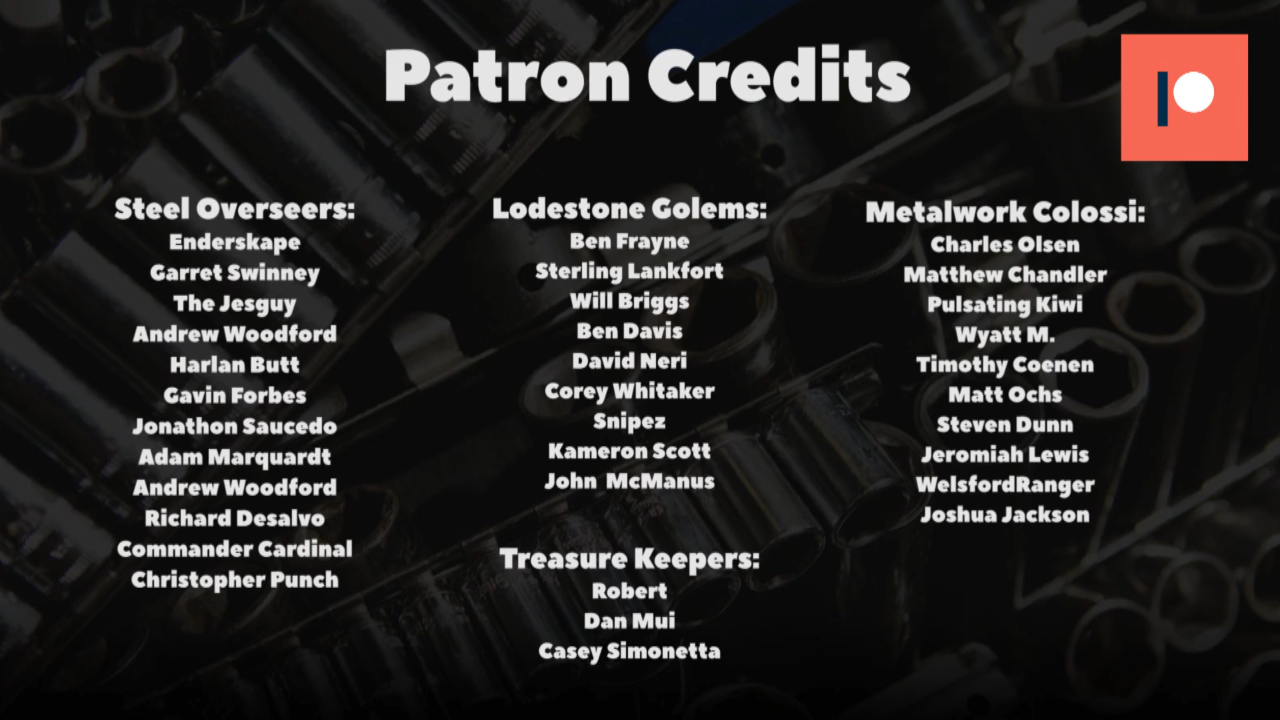 Patron Credits
Steel Overseers:
Enderskape
Garret Swinney
The Jesguy
Andrew Woodford
Harlan Butt
Gavin Forbes
Jonathon Saucedo
Adam Marquardt
Andrew Woodford
Richard Desalvo
Commander Cardinal
Christopher Punch
Lodestone Golems:
Ben Frayne
Sterling Lankfort
Will Briggs
Ben Davis
David Neri
Corey Whitaker
Snipez
Kameron Scott
John McManus
Treasure Keepers:
Robert
Dan Mui
Casey Simonetta
Metalwork Colossi:
Charles Olsen
Matthew Chandler
Pulsating Kiwi
Wyatt M.
Timothy Coenen
Matt Ochs
Steven Dunn
Jeromiah Lewis
WelsfordRanger
Joshua Jackson